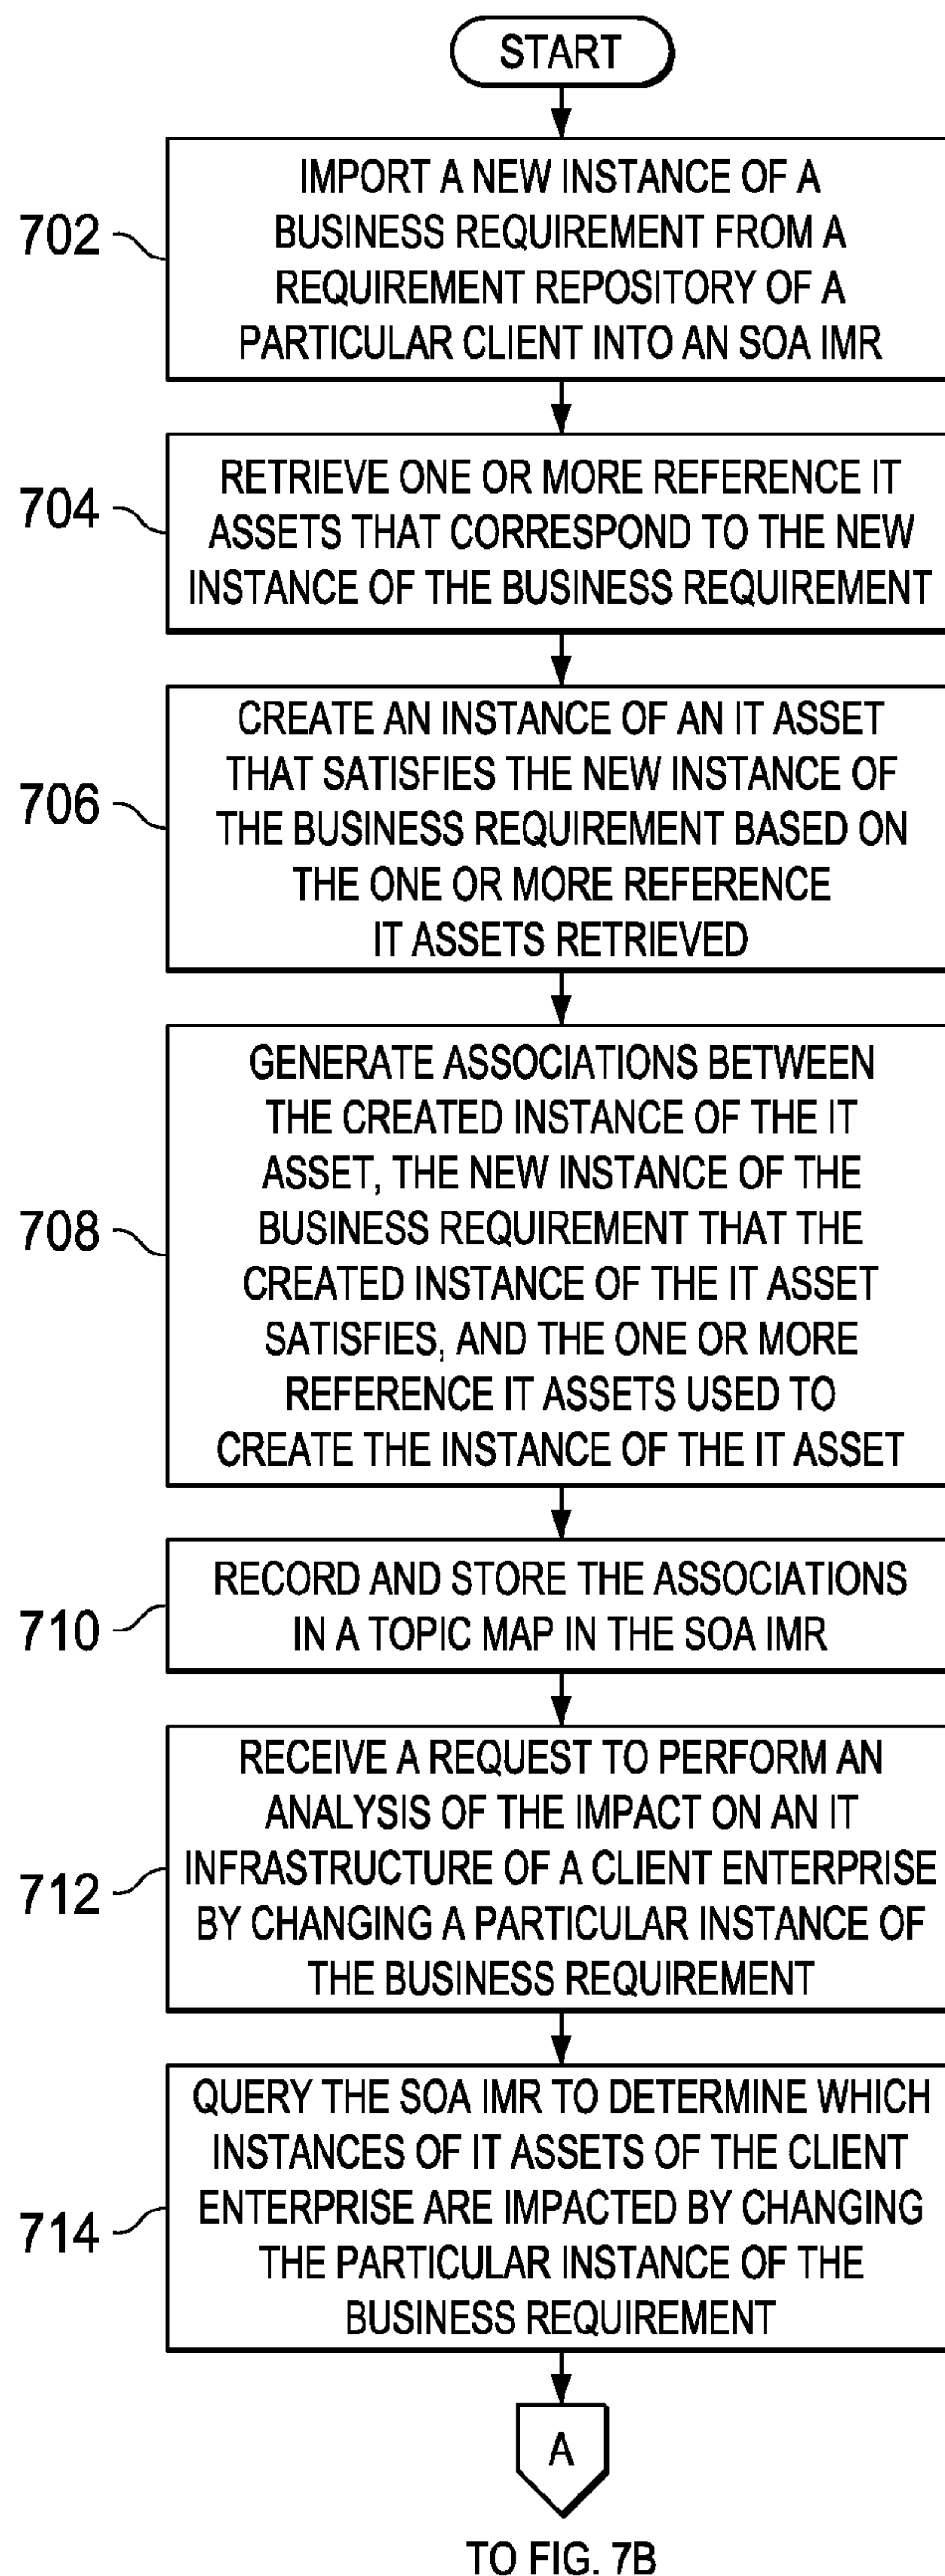 START
702
IMPORT A NEW INSTANCE OF A
BUSINESS REQUIREMENT FROM A
REQUIREMENT REPOSITORY OF A
PARTICULAR CLIENT INTO AN SOA IMR
704
RETRIEVE ONE OR MORE REFERENCE IT
ASSETS THAT CORRESPOND TO THE NEW
INSTANCE OF THE BUSINESS REQUIREMENT
706
CREATE AN INSTANCE OF AN IT ASSET
THAT SATISFIES THE NEW INSTANCE OF
THE BUSINESS REQUIREMENT BASED ON
THE ONE OR MORE REFERENCE
IT ASSETS RETRIEVED
708
GENERATE ASSOCIATIONS BETWEEN
THE CREATED INSTANCE OF THE IT
ASSET, THE NEW INSTANCE OF THE
BUSINESS REQUIREMENT THAT THE
CREATED INSTANCE OF THE IT ASSET
SATISFIES, AND THE ONE OR MORE
REFERENCE IT ASSETS USED TO
CREATE THE INSTANCE OF THE IT ASSET
710
RECORD AND STORE THE ASSOCIATIONS
IN A TOPIC MAP IN THE SOA IMR
712
RECEIVE A REQUEST TO PERFORM AN
ANALYSIS OF THE IMPACT ON AN IT
INFRASTRUCTURE OF A CLIENT ENTERPRISE
BY CHANGING A PARTICULAR INSTANCE OF
THE BUSINESS REQUIREMENT
714
QUERY THE SOA IMR TO DETERMINE WHICH
INSTANCES OF IT ASSETS OF THE CLIENT
ENTERPRISE ARE IMPACTED BY CHANGING
THE PARTICULAR INSTANCE OF THE
BUSINESS REQUIREMENT
A
TO FIG. 7B